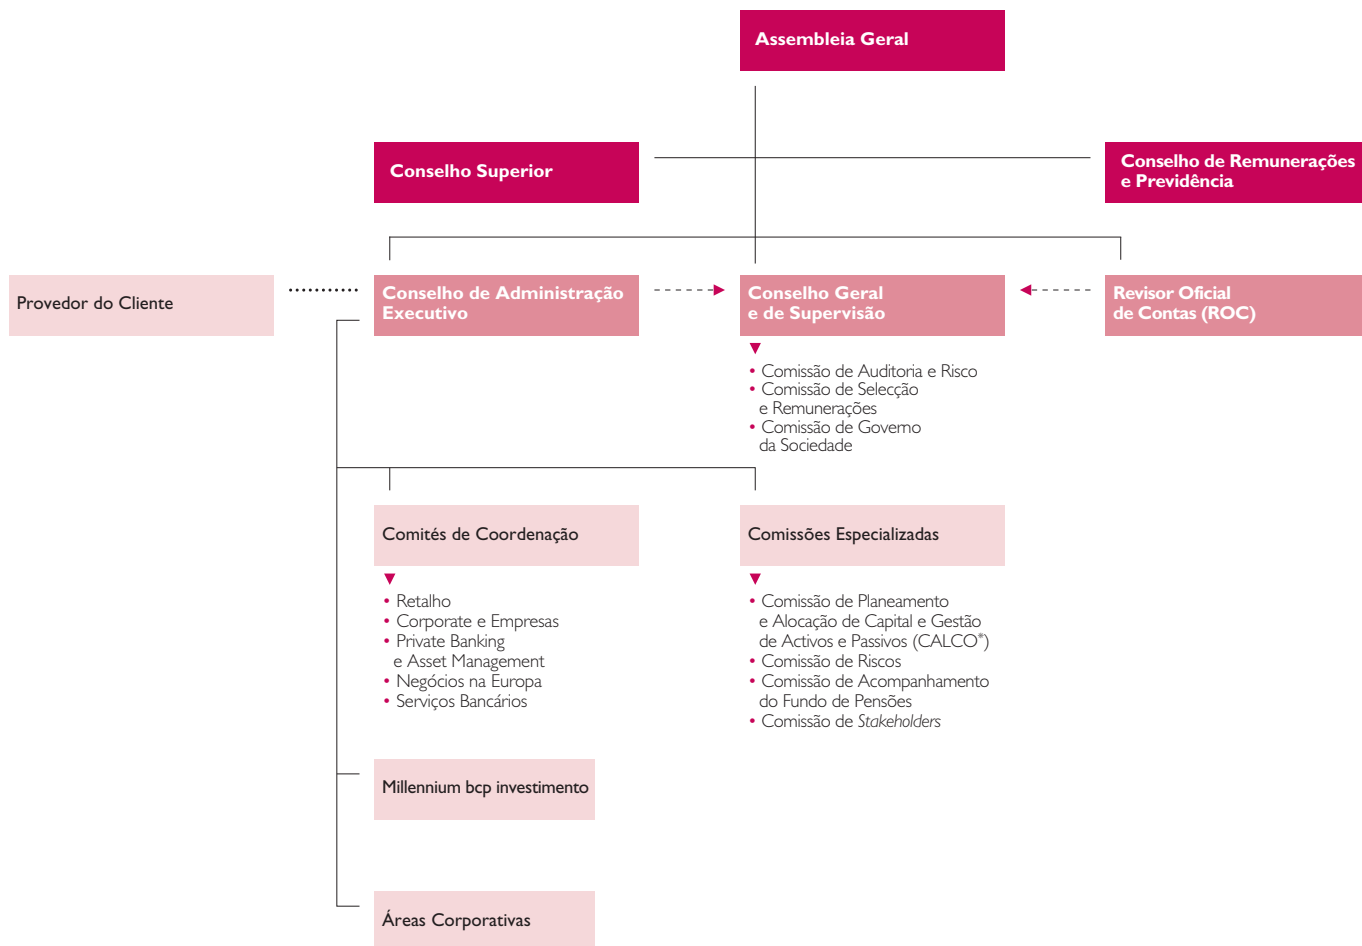 Assembleia Geral
Conselho Superior
Conselho de Remunerações
e Previdência
Provedor do Cliente
Conselho de Administração
Executivo
Conselho Geral
e de Supervisão
Revisor Oficial
de Contas (ROC)
• Comissão de Auditoria e Risco
• Comissão de Selecção
e Remunerações
• Comissão de Governo
da Sociedade
Comités de Coordenação
• Retalho
• Corporate e Empresas
• Private Banking
e Asset Management
• Negócios na Europa
• Serviços Bancários
Comissões Especializadas
• Comissão de Planeamento
e Alocação de Capital e Gestão
de Activos e Passivos (CALCO*)
• Comissão de Riscos
• Comissão de Acompanhamento
do Fundo de Pensões
• Comissão de Stakeholders
Millennium bcp investimento
Áreas Corporativas